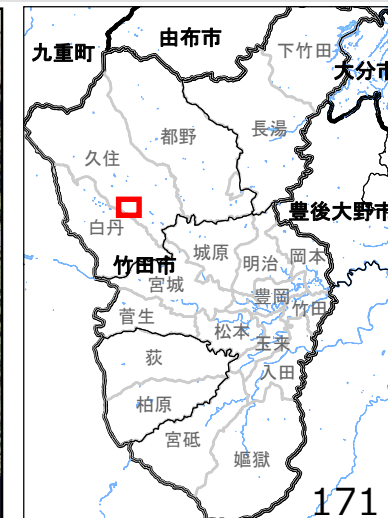 由布市
九重町
下竹田
大分市
都野
長湯
久住
豊後大野市
白丹
城原
岡本
明治
竹田市
宮城
豊岡
竹田
菅生
松本
玉来
荻
入田
柏原
宮砥
嫗獄
171